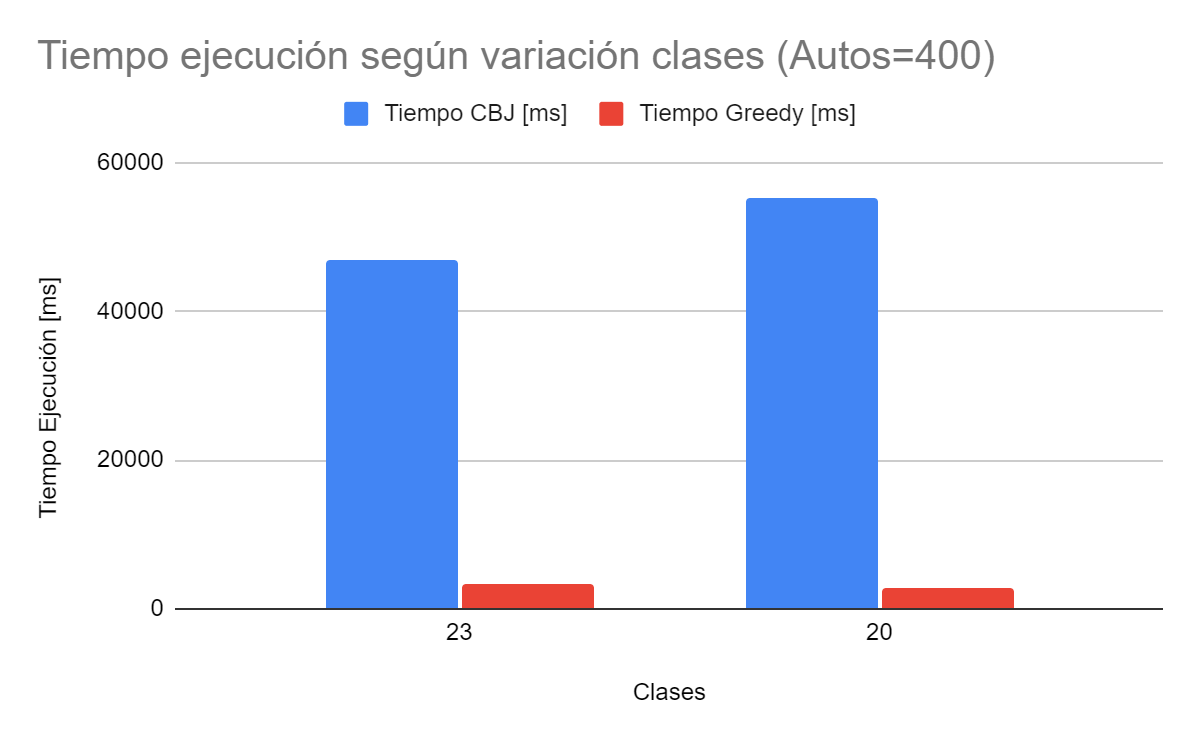 Tiempo ejecución según variación clases (Autos=400)
Tiempo CBJ [ms] Tiempo Greedy [ms]
60000
40000
20000
0
Tiempo Ejecución [ms]
23 20
Clases